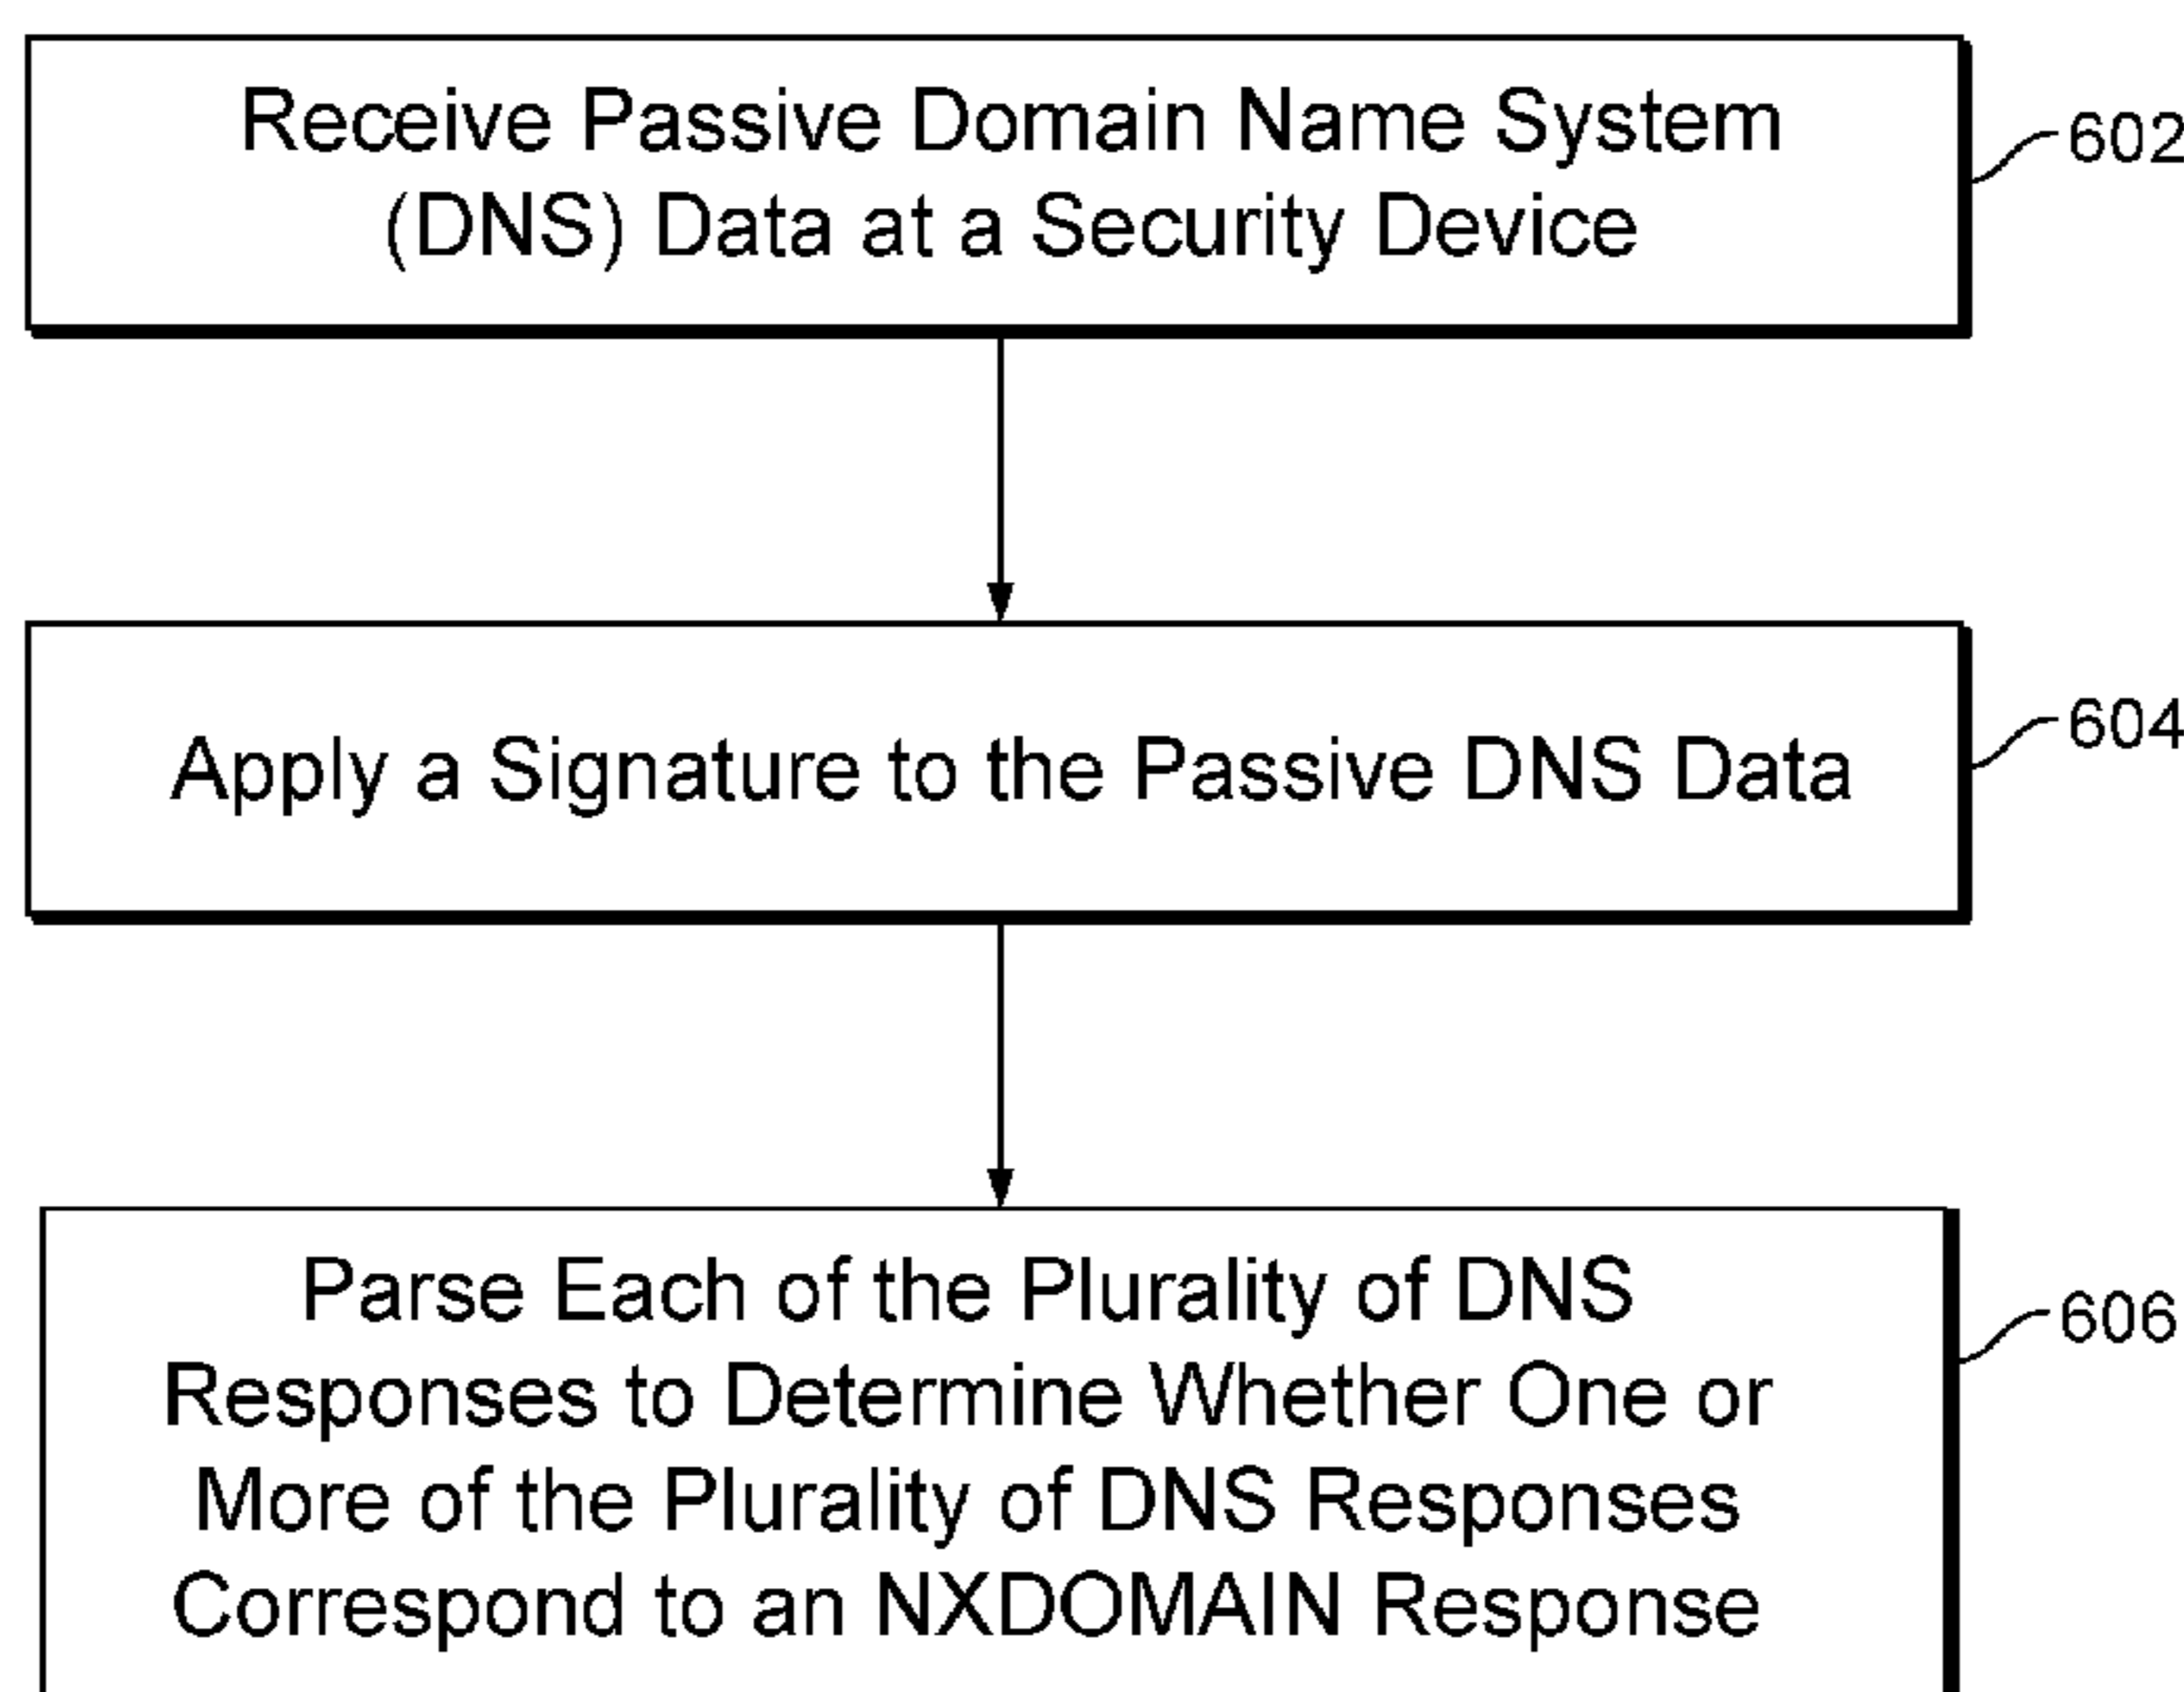 Receive Passive Domain Name System
(DNS) Data at a Security Device
602
Apply a Signature to the Passive DNS Data
604
Parse Each of the Plurality of DNS
Responses to Determine Whether One or
More of the Plurality of DNS Responses
Correspond to an NXDOMAIN Response
606